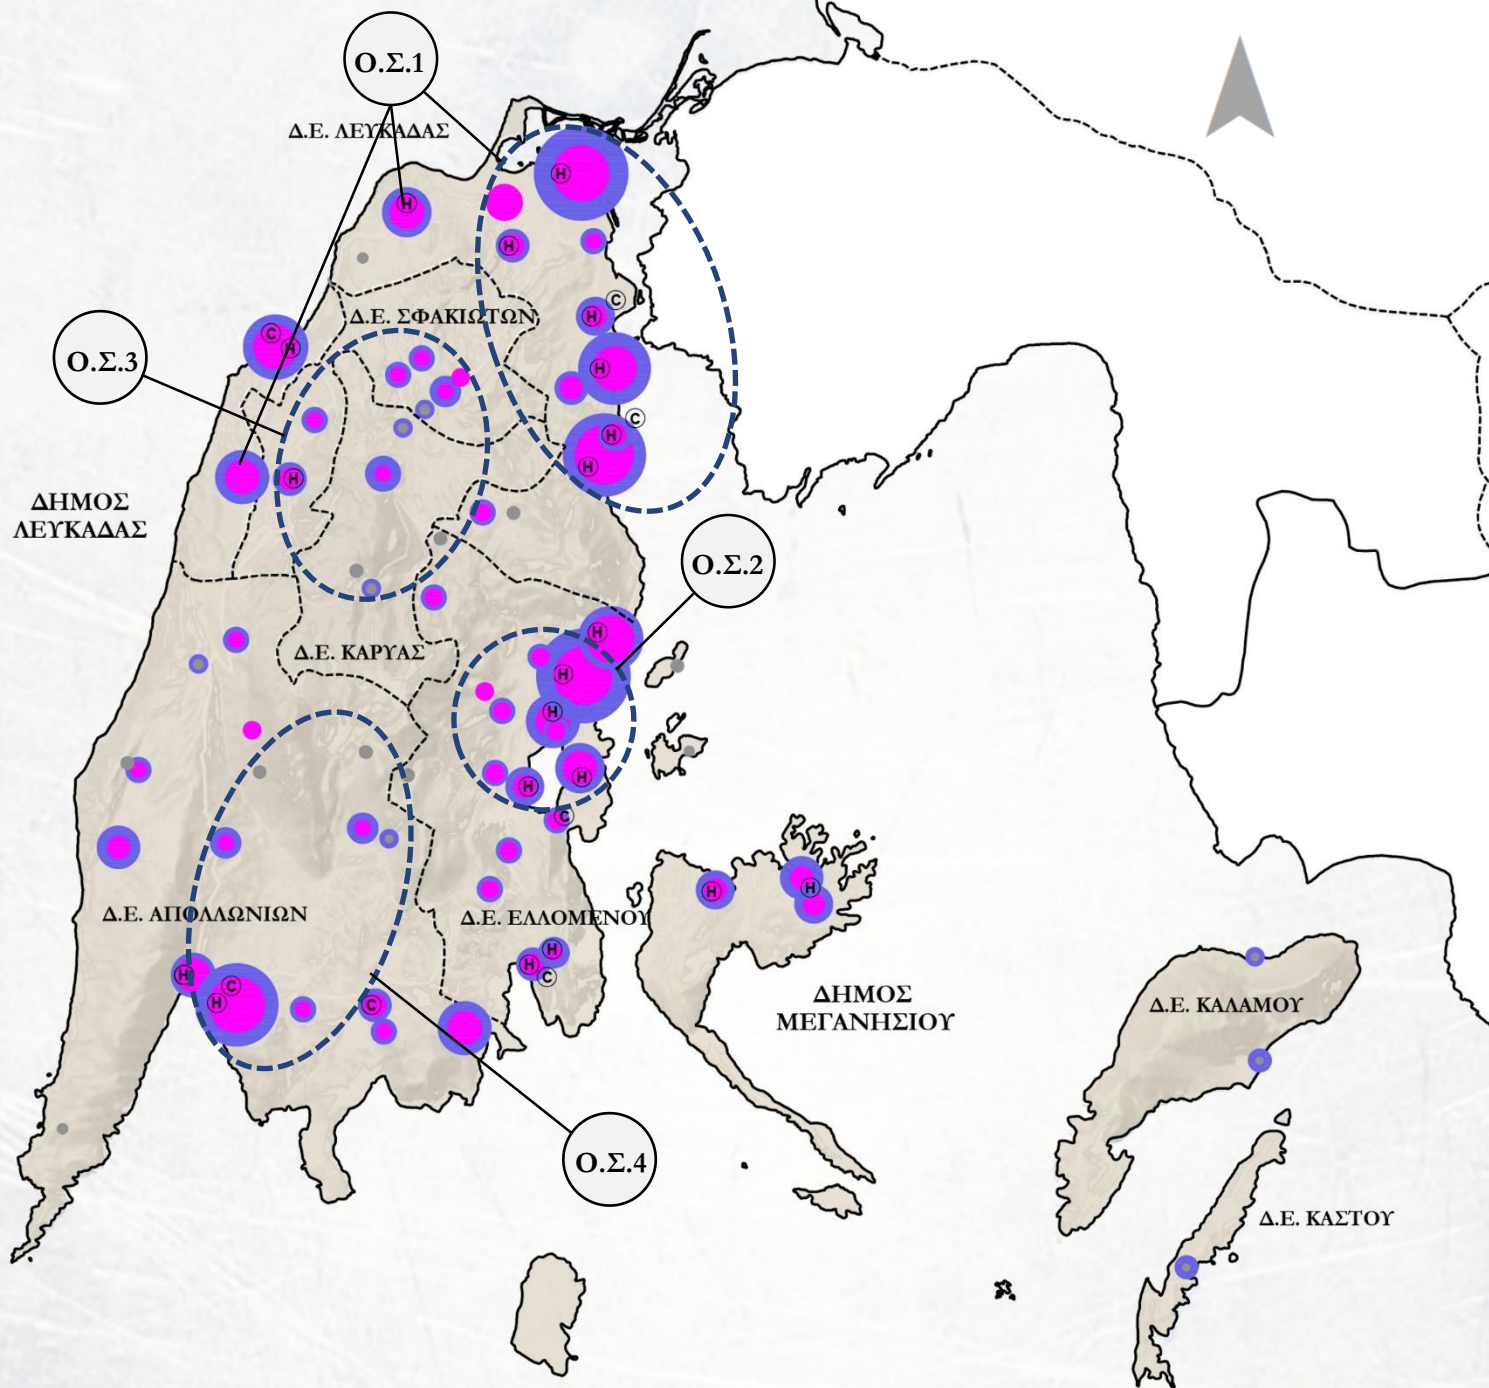 Ο.Σ.1
Δ.Ε. ΛΕΥΚΑΔΑΣ
H
H
H
H
C
Δ.Ε. ΣΦΑΚΙΩΤΩΝ
H
C
H
Ο.Σ.3
H
C
H
H
H
ΔΗΜΟΣ
ΛΕΥΚΑΔΑΣ
Ο.Σ.2
H
Δ.Ε. ΚΑΡΥΑΣ
H
H
H
H
C
H
H
Δ.Ε. ΑΠΟΛΛΩΝΙΩΝ
Δ.Ε. ΕΛΛΟΜΕΝΟΥ
H
H
H
C
C
H
C
ΔΗΜΟΣ
ΜΕΓΑΝΗΣΙΟΥ
Δ.Ε. ΚΑΛΑΜΟΥ
Ο.Σ.4
Δ.Ε. ΚΑΣΤΟΥ